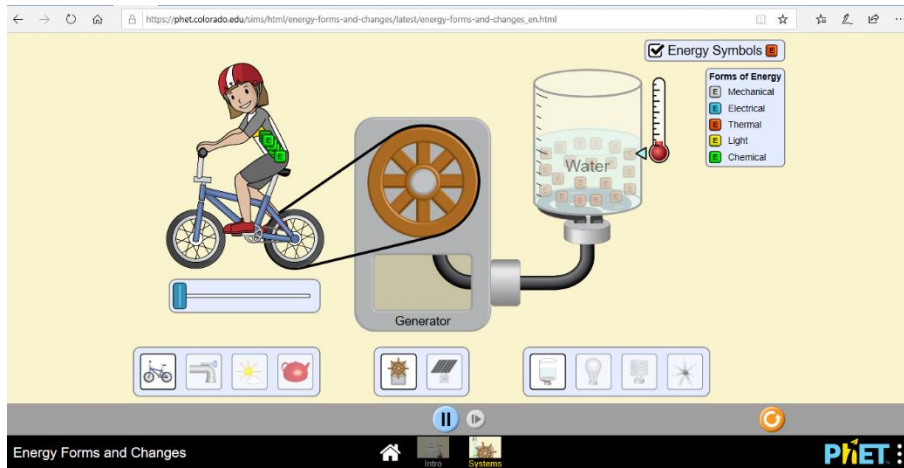 https://phet.colorado.edu/sims/html/energy-forms-and-changes/latest/energy-forms-and-changes_en.html
Energy Symbols E
Forms of Energy
E Mechanical
E Electrical
E Thermal
E Light
E Chemical
Water
Generator
Energy Forms and Changes
Intro
Systems
PhET